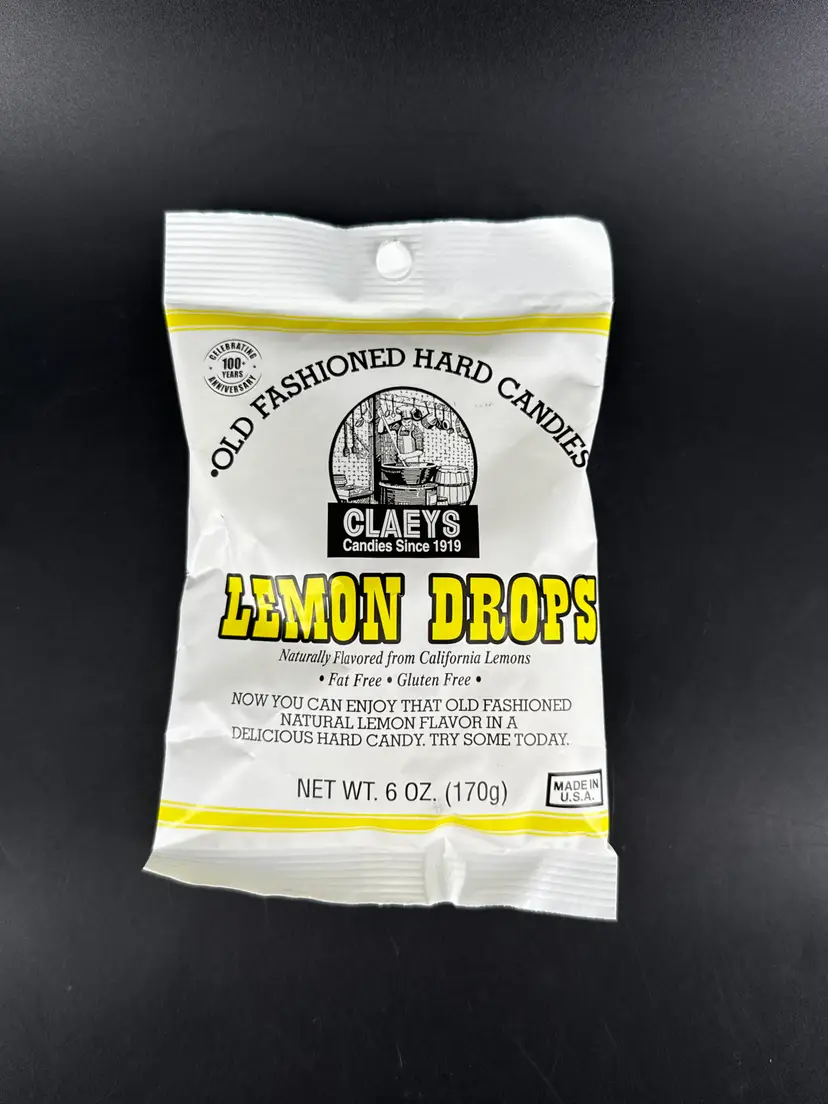 CELEBRATING
100+
YEARS
ANNIVERSARY
•OLD FASHIONED HARD CANDIES
CLAEYS
Candies Since 1919
LEMON DROPS
Naturally Flavored from California Lemons
• Fat Free • Gluten Free •
NOW YOU CAN ENJOY THAT OLD FASHIONED
NATURAL LEMON FLAVOR IN A
DELICIOUS HARD CANDY. TRY SOME TODAY.
NET WT. 6 OZ. (170g)
MADE IN
U.S.A.